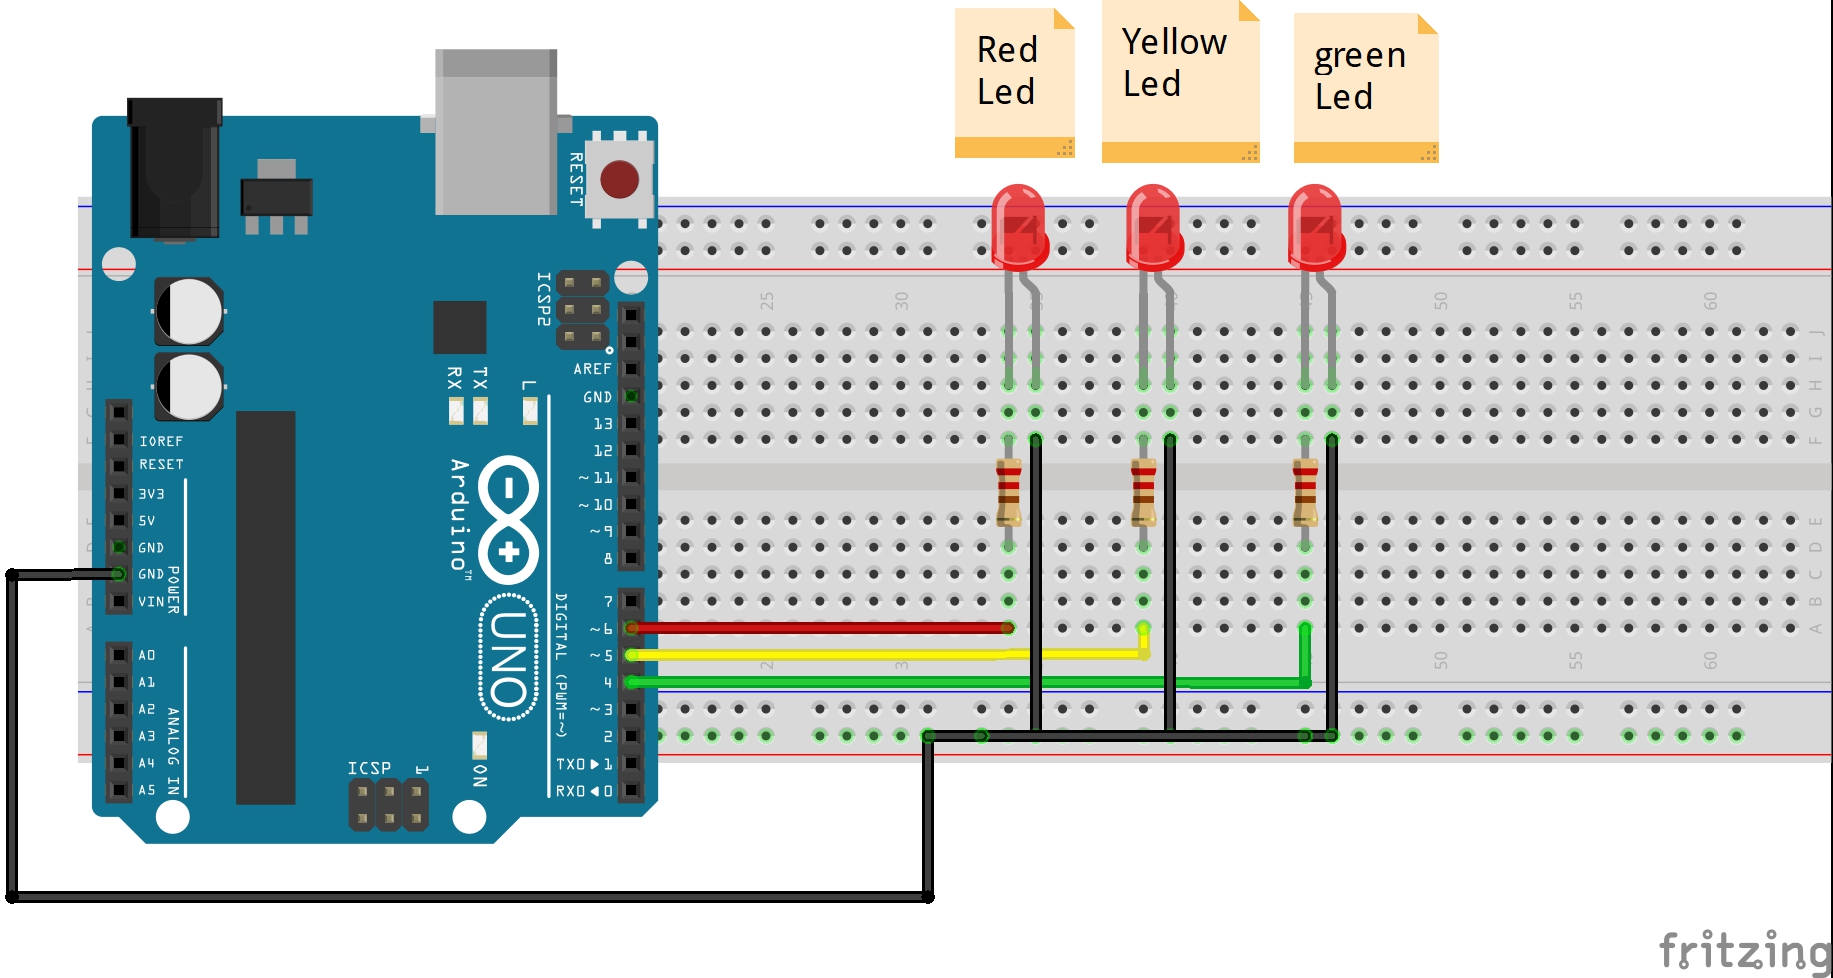 Red
Led
Yellow
Led
green
Led
RESET
ICSP2
AREF
GND
13
12
~11
~10
~9
8
7
~6
~5
4
~3
2
TX0▶1
RX0◀0
DIGITAL (PWM=~)
RX
TX
L
Arduino™
UNO
ON
ICSP
1
IOREF
RESET
3V3
5V
GND
GND
VIN
POWER
A0
A1
A2
A3
A4
A5
ANALOG IN
25
30
50
55
60
J
I
H
G
F
E
D
C
B
A
50
55
60
fritzing